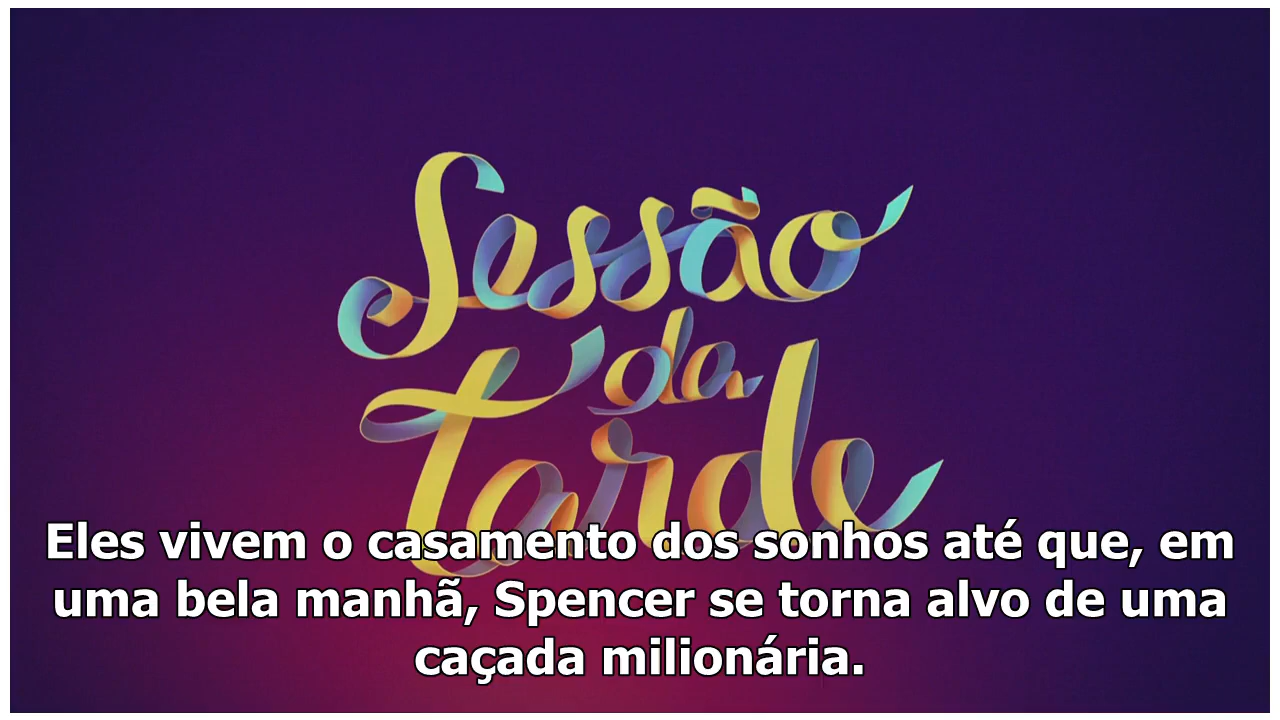 Sessão
da
Tarde
Eles vivem o casamento dos sonhos até que, em
uma bela manhã, Spencer se torna alvo de uma
caçada milionária.